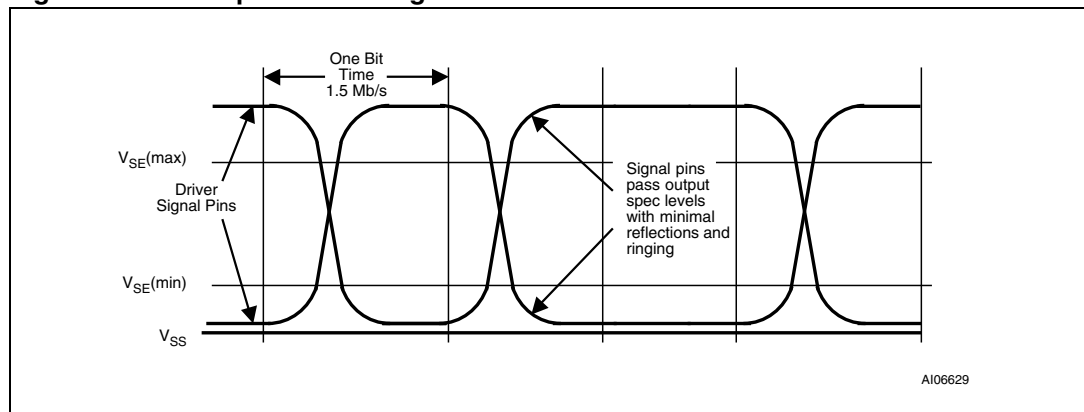 One Bit
Time
1.5 Mb/s
VSE(max)
Driver
Signal Pins
Signal pins
pass output
spec levels
with minimal
reflections and
ringing
VSE(min)
VSS
AI06629